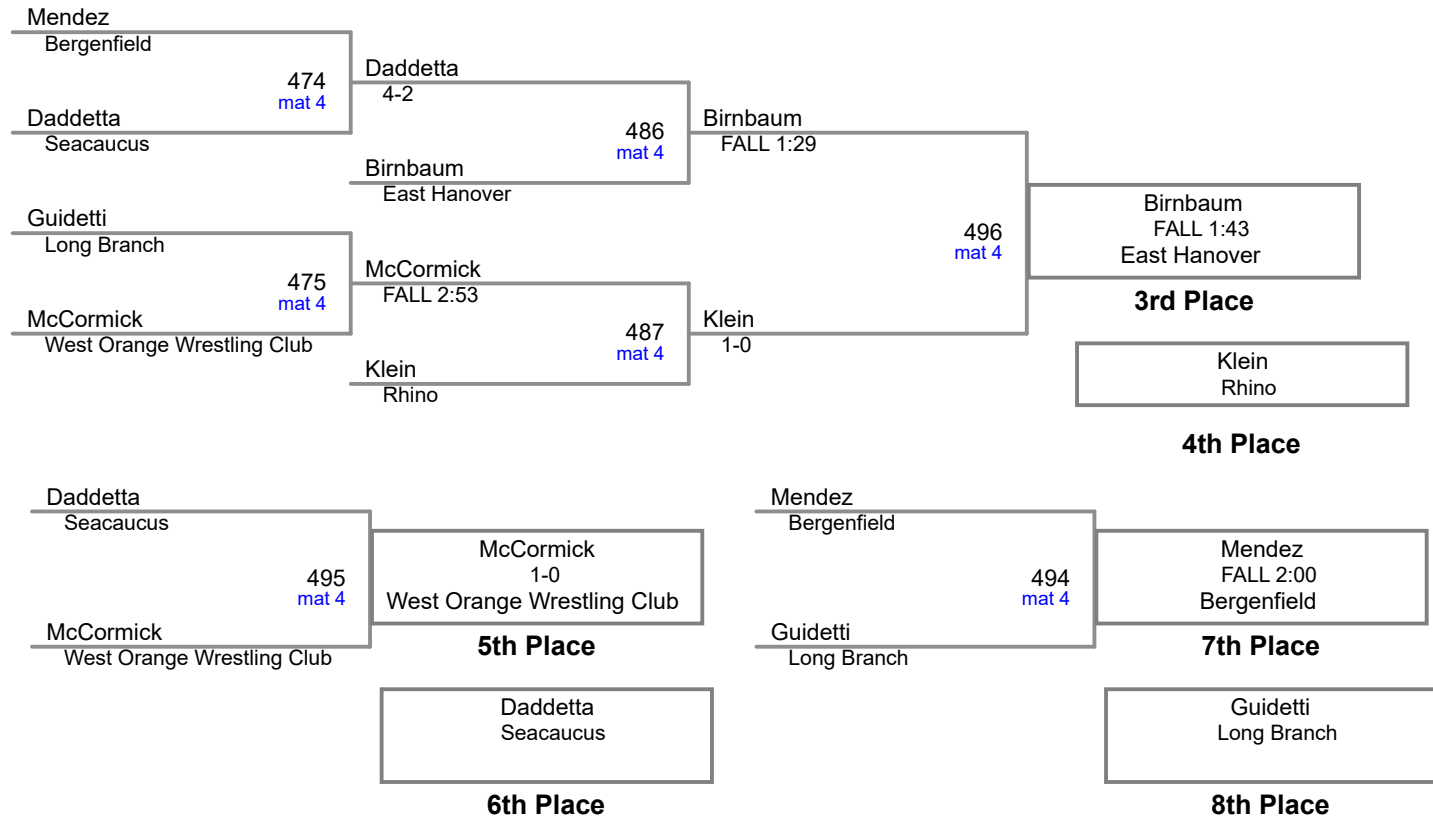 Mendez
Bergenfield
474
mat 4
Daddetta
Seacaucus
Daddetta
4-2
486
mat 4
Birnbaum
East Hanover
Birnbaum
FALL 1:29
Guidetti
Long Branch
475
mat 4
McCormick
West Orange Wrestling Club
McCormick
FALL 2:53
487
mat 4
Klein
Rhino
Klein
1-0
496
mat 4
Birnbaum
FALL 1:43
East Hanover
3rd Place
Klein
Rhino
4th Place
Daddetta
Seacaucus
495
mat 4
McCormick
West Orange Wrestling Club
McCormick
1-0
West Orange Wrestling Club
5th Place
Daddetta
Seacaucus
6th Place
Mendez
Bergenfield
494
mat 4
Guidetti
Long Branch
Mendez
FALL 2:00
Bergenfield
7th Place
Guidetti
Long Branch
8th Place